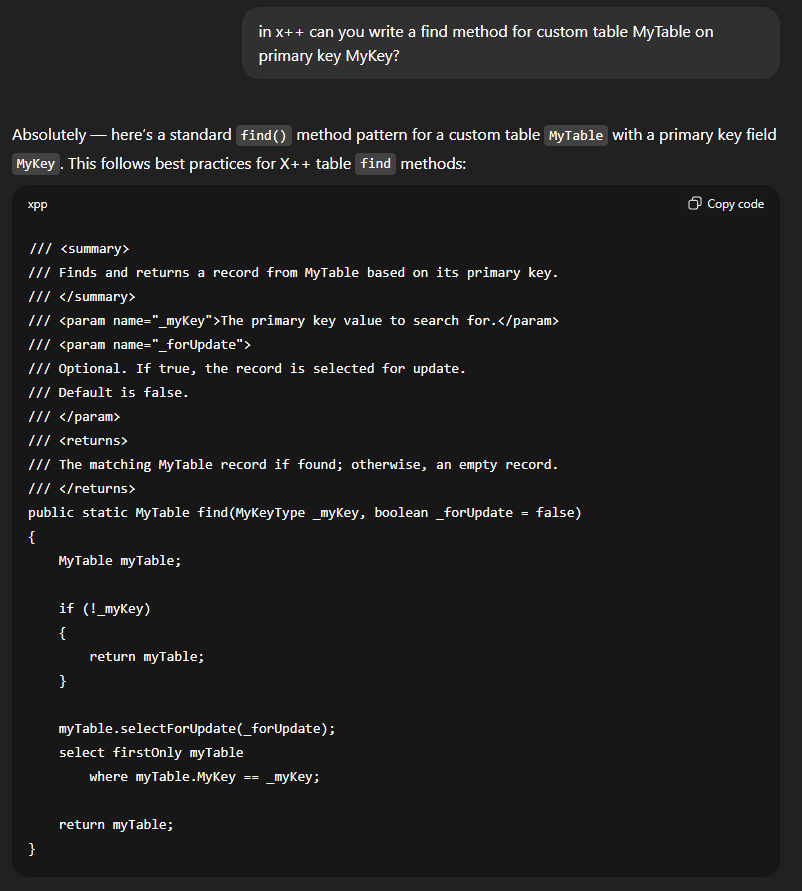 in x++ can you write a find method for custom table MyTable on
primary key MyKey?
Absolutely — here's a standard find() method pattern for a custom table MyTable with a primary key field
MyKey. This follows best practices for X++ table find methods:
xpp
Copy code
/// <summary>
/// Finds and returns a record from MyTable based on its primary key.
/// </summary>
/// <param name="_myKey">The primary key value to search for.</param>
/// <param name="_forUpdate">
/// Optional. If true, the record is selected for update.
/// Default is false.
/// </param>
/// <returns>
/// The matching MyTable record if found; otherwise, an empty record.
/// </returns>
public static MyTable find(MyKeyType _myKey, boolean _forUpdate = false)
{
    MyTable myTable;
    if (!_myKey)
    {
        return myTable;
    }
    myTable.selectForUpdate(_forUpdate);
    select firstOnly myTable
        where myTable.MyKey == _myKey;
    return myTable;
}